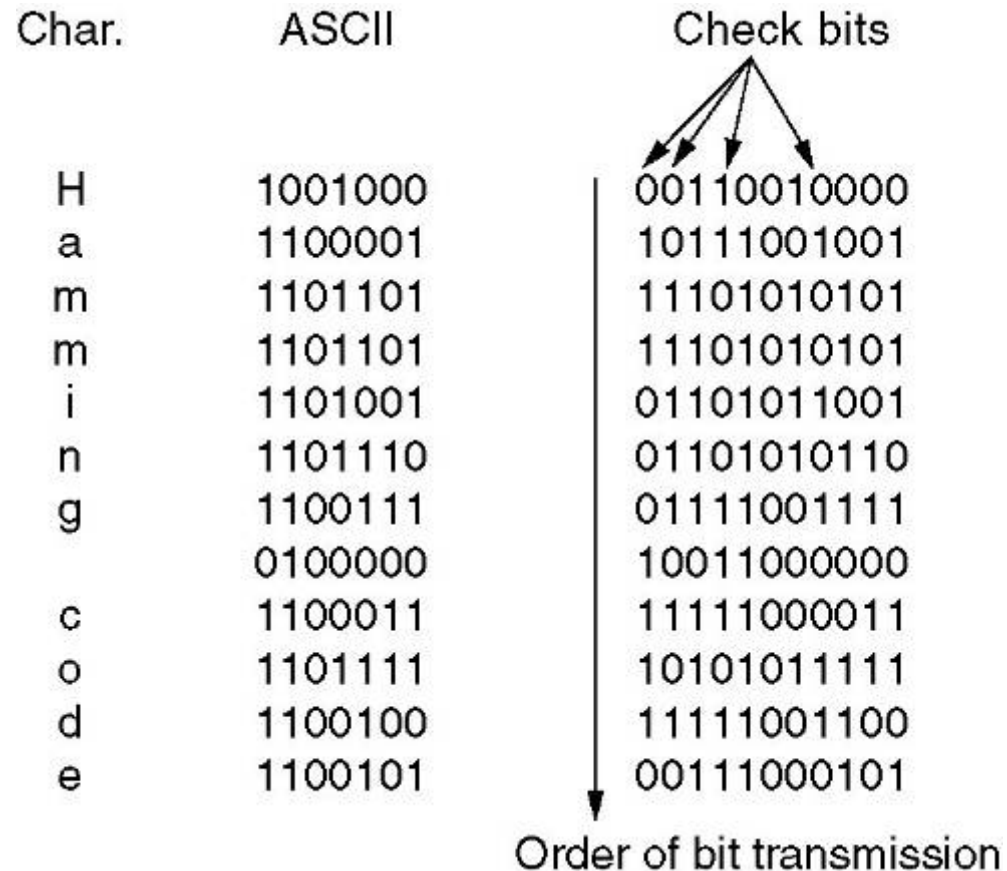 Char. ASCII Check bits
H 1001000 00110010000
a 1100001 10111001001
m 1101101 11101010101
m 1101101 11101010101
i 1101001 01101011001
n 1101110 01101010110
g 1100111 01111001111
0100000 10011000000
c 1100011 11111000011
o 1101111 10101011111
d 1100100 11111001100
e 1100101 00111000101
Order of bit transmission